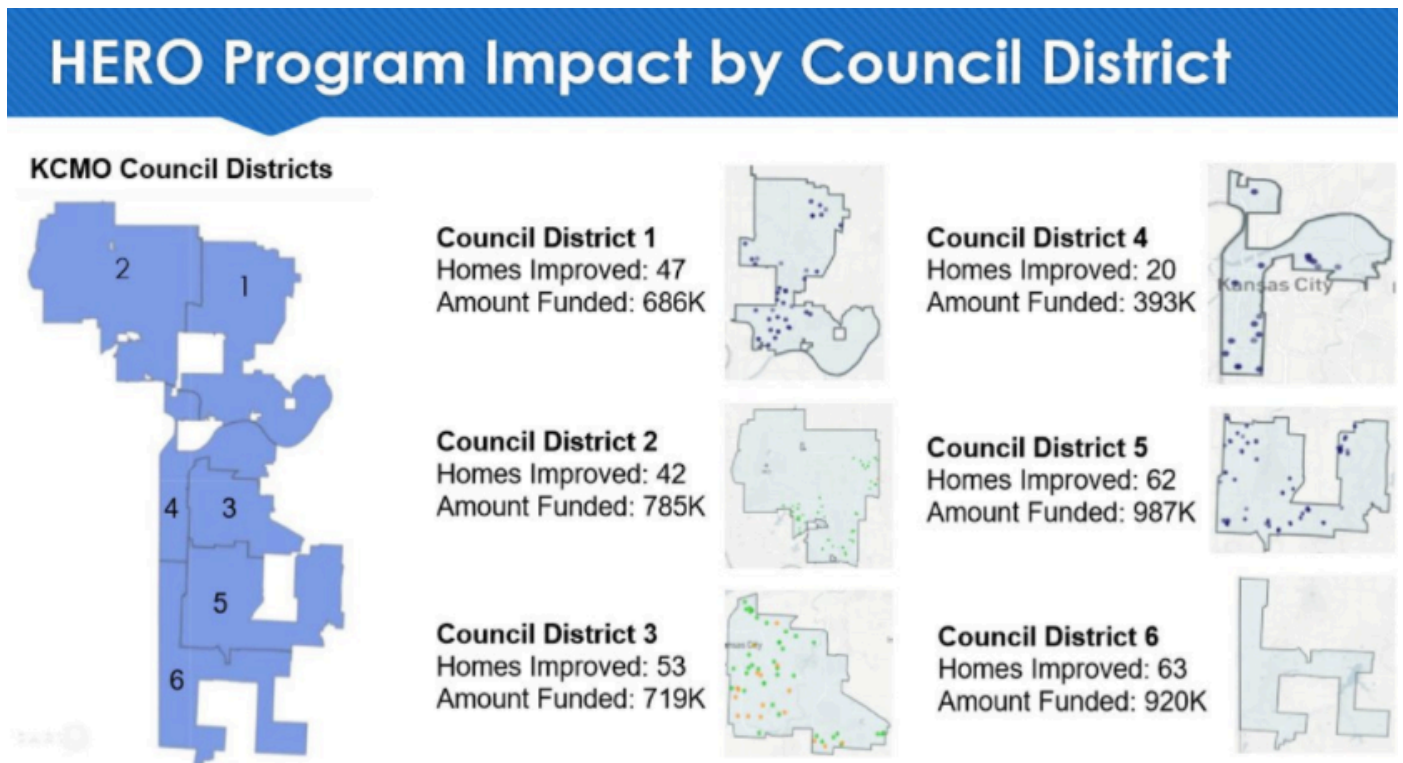 HERO Program Impact by Council District
KCMO Council Districts
2
1
4
3
5
6
Council District 1
Homes Improved: 47
Amount Funded: 686K
Council District 2
Homes Improved: 42
Amount Funded: 785K
Council District 3
Homes Improved: 53
Amount Funded: 719K
Council District 4
Homes Improved: 20
Amount Funded: 393K
Kansas City
Council District 5
Homes Improved: 62
Amount Funded: 987K
Council District 6
Homes Improved: 63
Amount Funded: 920K